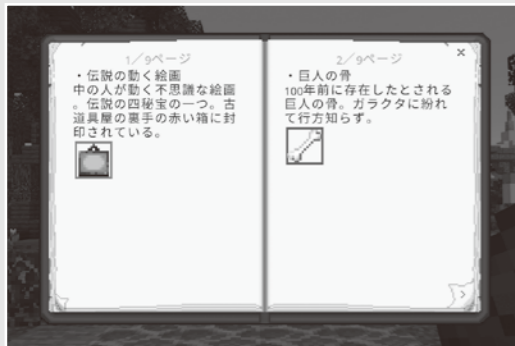 1／9ページ
・伝説の動く絵画
中の人が動く不思議な絵画
。伝説の四秘宝の一つ。古
道具屋の裏手の赤い箱に封
印されている。
2／9ページ
・巨人の骨
100年前に存在したとされる
巨人の骨。ガラクタに紛れ
て行方知らず。